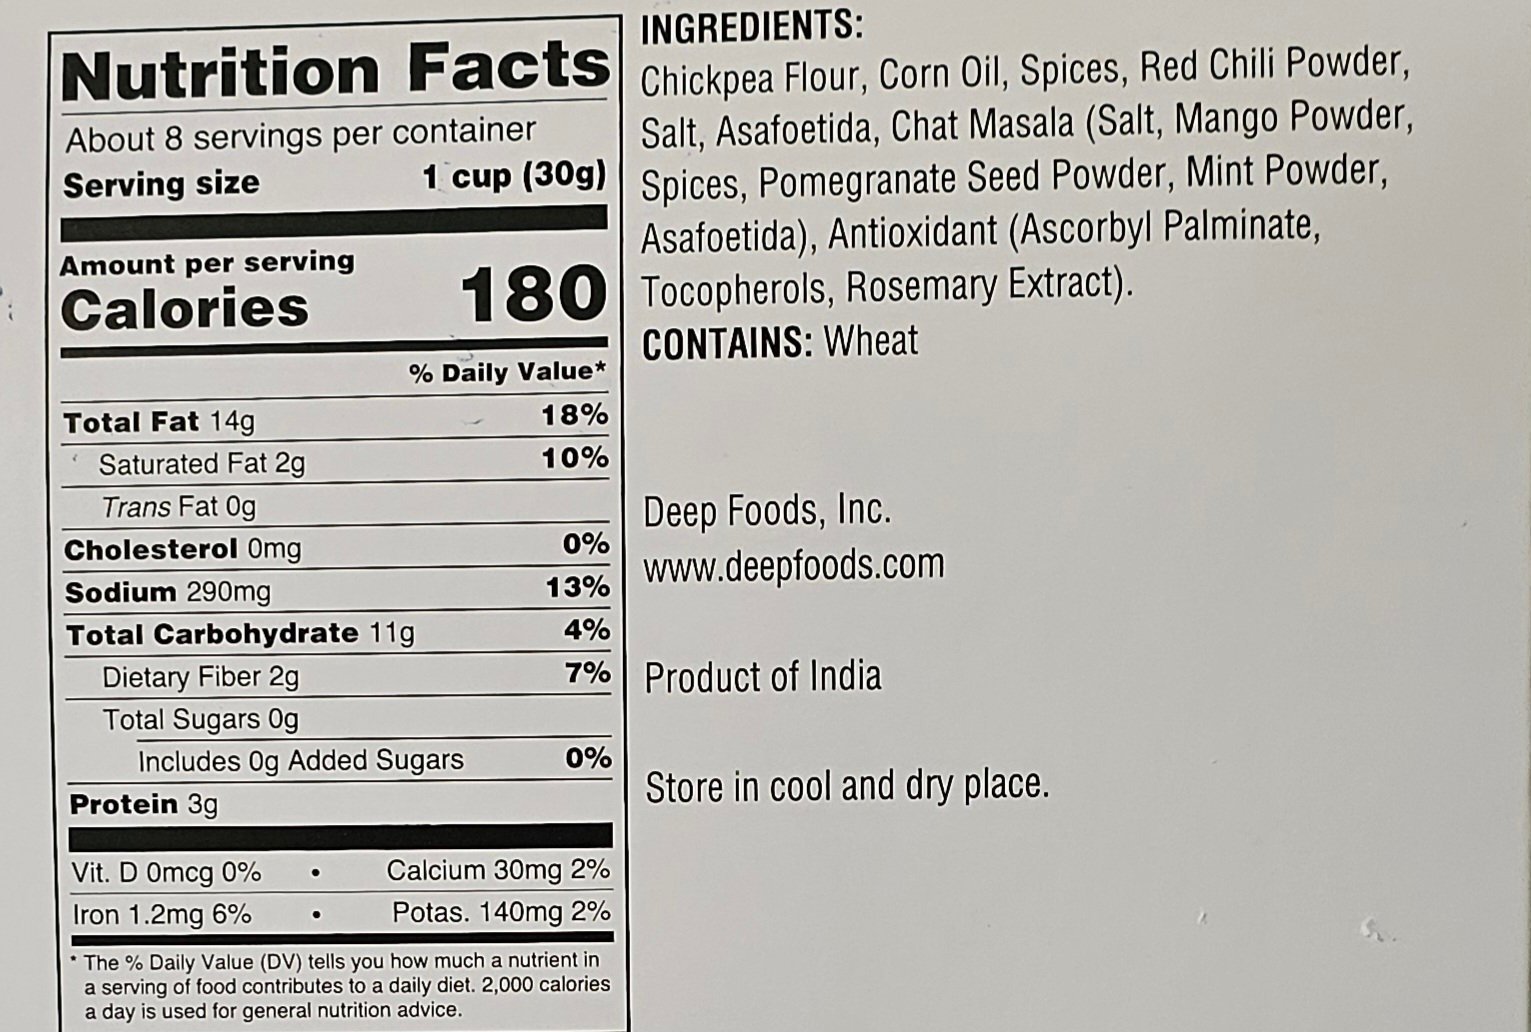 Nutrition Facts
About 8 servings per container
Serving size 1 cup (30g)
Amount per serving
Calories 180
% Daily Value*
Total Fat 14g 18%
Saturated Fat 2g 10%
Trans Fat 0g
Cholesterol 0mg 0%
Sodium 290mg 13%
Total Carbohydrate 11g 4%
Dietary Fiber 2g 7%
Total Sugars 0g
Includes 0g Added Sugars 0%
Protein 3g
Vit. D 0mcg 0% • Calcium 30mg 2%
Iron 1.2mg 6% • Potas. 140mg 2%
* The % Daily Value (DV) tells you how much a nutrient in
a serving of food contributes to a daily diet. 2,000 calories
a day is used for general nutrition advice.
INGREDIENTS:
Chickpea Flour, Corn Oil, Spices, Red Chili Powder,
Salt, Asafoetida, Chat Masala (Salt, Mango Powder,
Spices, Pomegranate Seed Powder, Mint Powder,
Asafoetida), Antioxidant (Ascorbyl Palminate,
Tocopherols, Rosemary Extract).
CONTAINS: Wheat
Deep Foods, Inc.
www.deepfoods.com
Product of India
Store in cool and dry place.